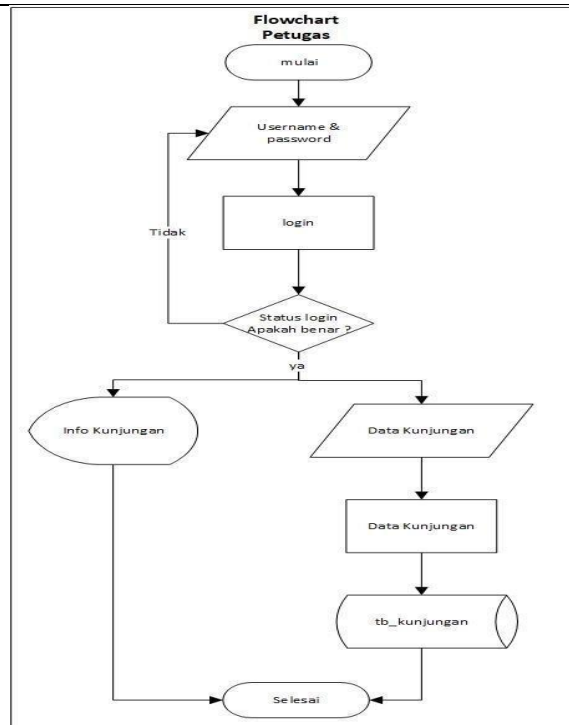 Flowchart
Petugas
mulai
Username &
password
login
Tidak
Status login
Apakah benar ?
ya
Info Kunjungan
Data Kunjungan
Data Kunjungan
tb_kunjungan
Selesai